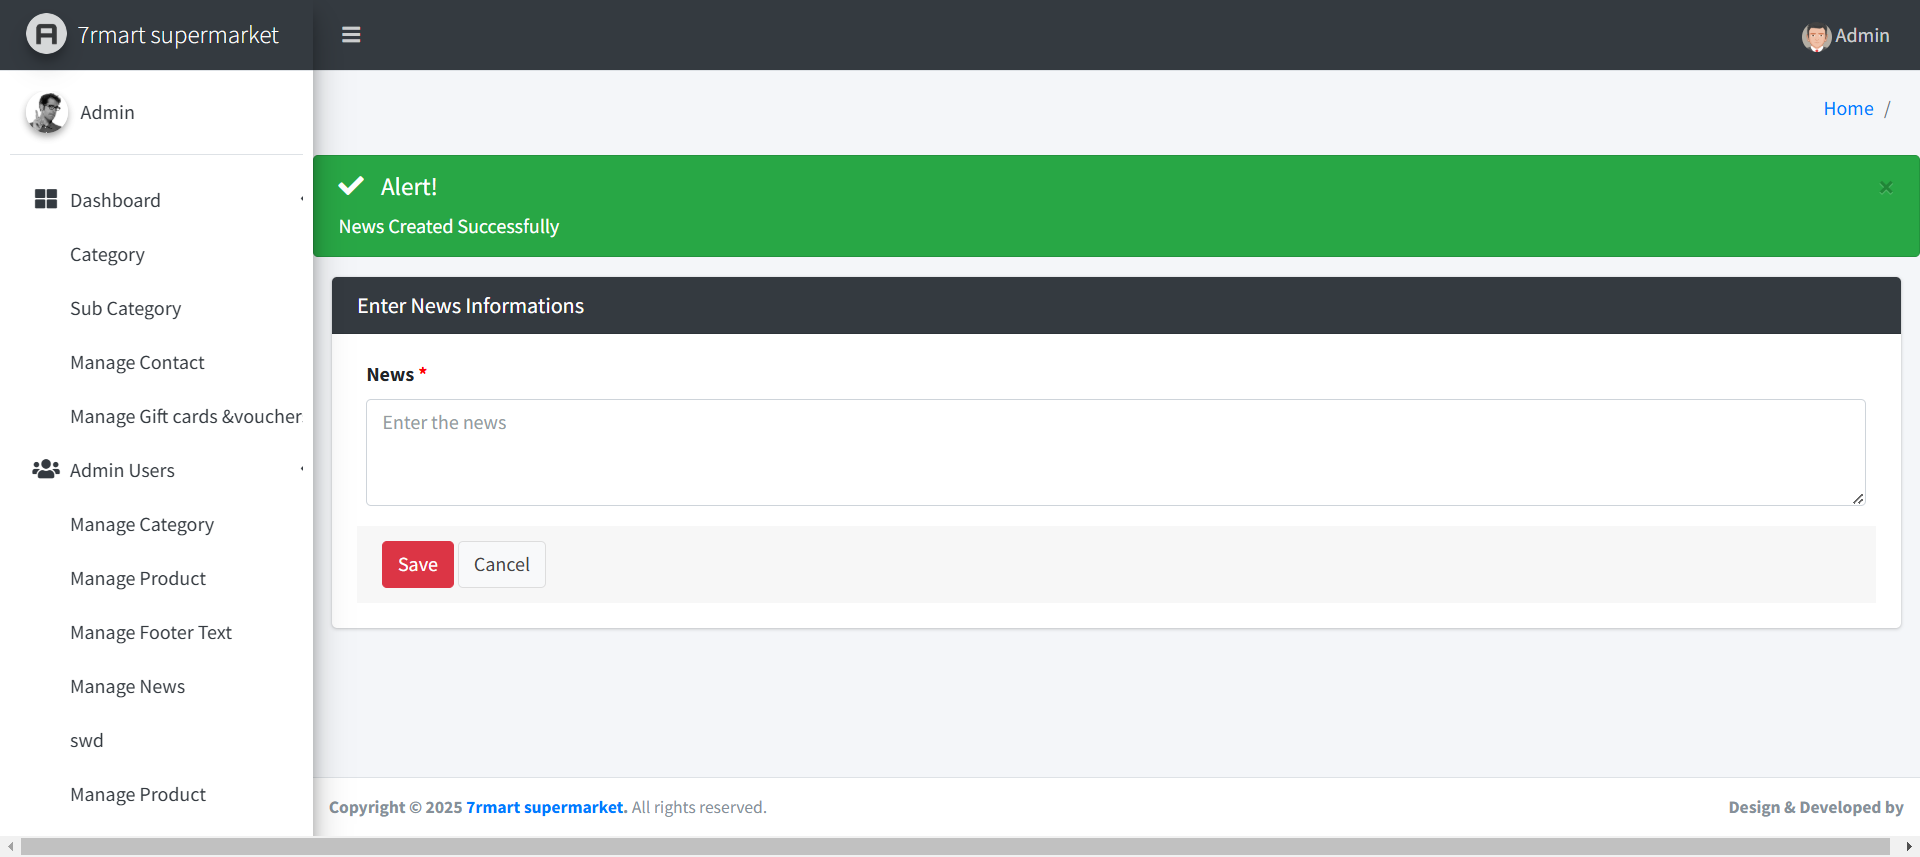 7rmart supermarket
Admin
Admin
Home /
Dashboard
Category
Sub Category
Manage Contact
Manage Gift cards &voucher
Admin Users
Manage Category
Manage Product
Manage Footer Text
Manage News
swd
Manage Product
Alert!
×
News Created Successfully
Enter News Informations
News *
Enter the news
Save
Cancel
Copyright © 2025 7rmart supermarket. All rights reserved.
Design & Developed by